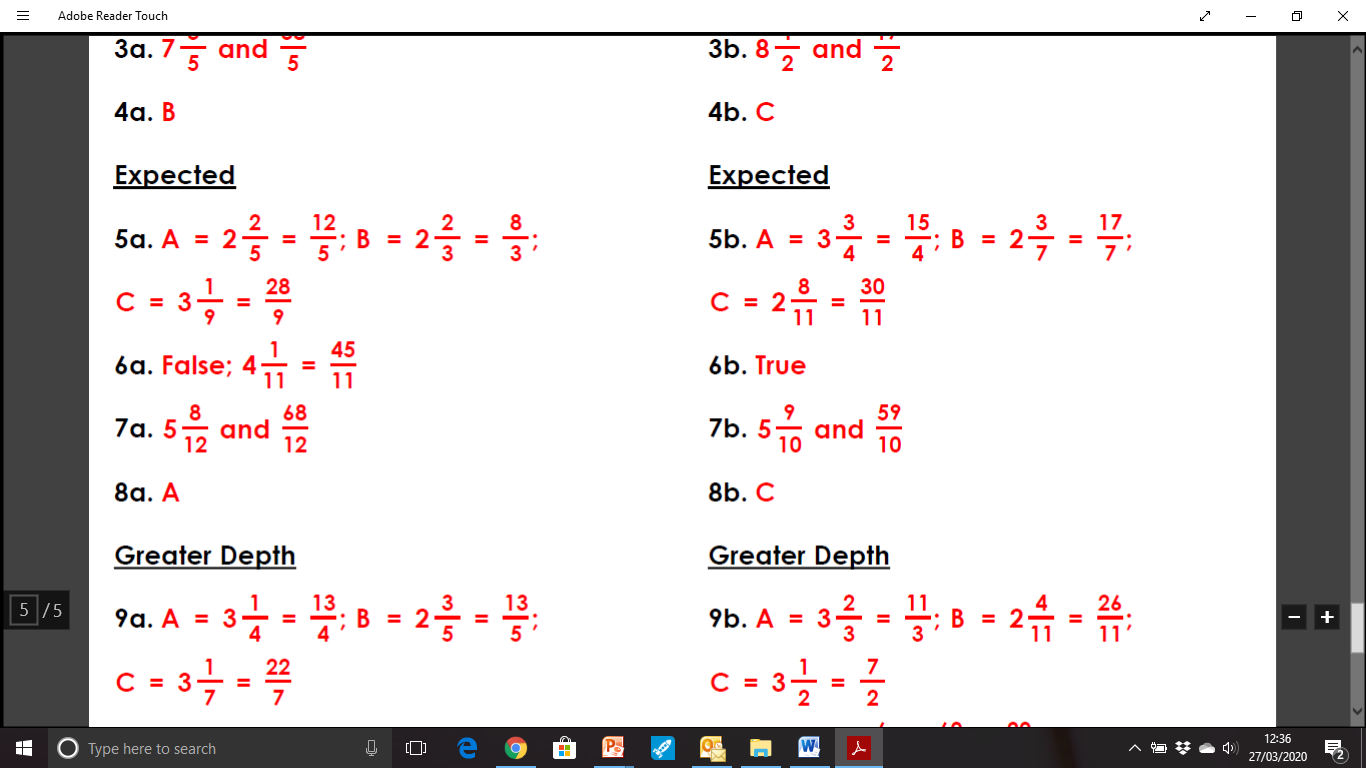 Adobe Reader Touch
3a. 7 /5 and /5
3b. 8 /2 and /2
4a. B
4b. C
Expected
Expected
5a. A = 2 2/5 = 12/5; B = 2 2/3 = 8/3;
C = 3 1/9 = 28/9
5b. A = 3 3/4 = 15/4; B = 2 3/7 = 17/7;
C = 2 8/11 = 30/11
6a. False; 4 1/11 = 45/11
6b. True
7a. 5 8/12 and 68/12
7b. 5 9/10 and 59/10
8a. A
8b. C
Greater Depth
Greater Depth
9a. A = 3 1/4 = 13/4; B = 2 3/5 = 13/5;
C = 3 1/7 = 22/7
9b. A = 3 2/3 = 11/3; B = 2 4/11 = 26/11;
C = 3 1/2 = 7/2
5 / 5
Type here to search
12:36
27/03/2020
2